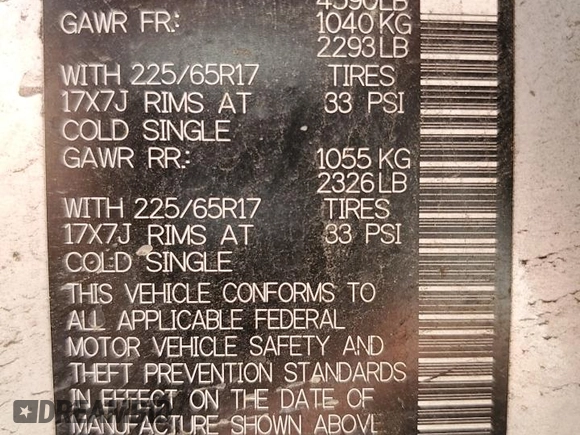 4590LB
GAWR FR: 1040 KG
2293 LB
WITH 225/65R17 TIRES
17X7J RIMS AT 33 PSI
COLD SINGLE
GAWR RR: 1055 KG
2326 LB
WITH 225/65R17 TIRES
17X7J RIMS AT 33 PSI
COLD SINGLE
THIS VEHICLE CONFORMS TO
ALL APPLICABLE FEDERAL
MOTOR VEHICLE SAFETY AND
THEFT PREVENTION STANDARDS
IN EFFECT ON THE DATE OF
MANUFACTURE SHOWN ABOVE